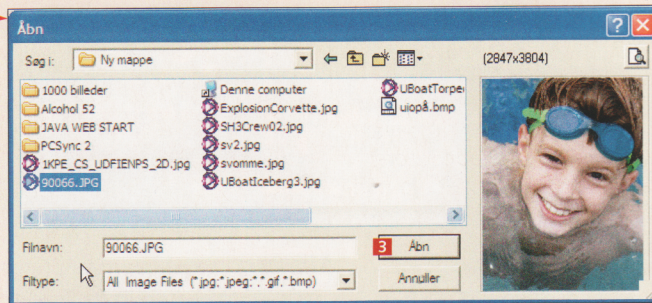 Åbn
Søg i: Ny mappe (2847x3804)
1000 billeder
Alcohol 52
JAVA WEB START
PCSync 2
1KPE_CS_UDFIENPS_2D.jpg
90066.JPG
Denne computer
ExplosionCorvette.jpg
SH3Crew02.jpg
sv2.jpg
svomme.jpg
UBoatIceberg3.jpg
UBoatTorpe
uiopå.bmp
Filnavn: 90066.JPG 3 Åbn
Filtype: All Image Files (*.jpg;*.jpeg;*.*.gif,*.bmp) Annuller